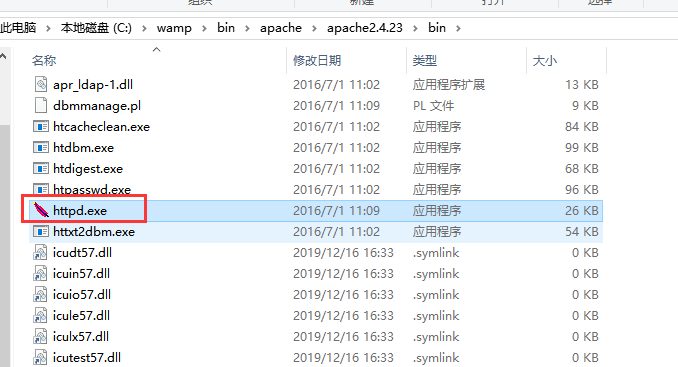 组织 新建 打开 选择
此电脑 > 本地磁盘 (C:) > wamp > bin > apache > apache2.4.23 > bin >
名称 修改日期 类型 大小
apr_ldap-1.dll 2016/7/1 11:02 应用程序扩展 13 KB
dbmmanage.pl 2016/7/1 11:09 PL 文件 9 KB
htcacheclean.exe 2016/7/1 11:02 应用程序 84 KB
htdbm.exe 2016/7/1 11:02 应用程序 99 KB
htdigest.exe 2016/7/1 11:02 应用程序 68 KB
htpasswd.exe 2016/7/1 11:02 应用程序 96 KB
httpd.exe 2016/7/1 11:09 应用程序 26 KB
httxt2dbm.exe 2016/7/1 11:02 应用程序 54 KB
icudt57.dll 2019/12/16 16:33 .symlink 0 KB
icuin57.dll 2019/12/16 16:33 .symlink 0 KB
icuio57.dll 2019/12/16 16:33 .symlink 0 KB
icule57.dll 2019/12/16 16:33 .symlink 0 KB
iculx57.dll 2019/12/16 16:33 .symlink 0 KB
icutest57.dll 2019/12/16 16:33 .symlink 0 KB